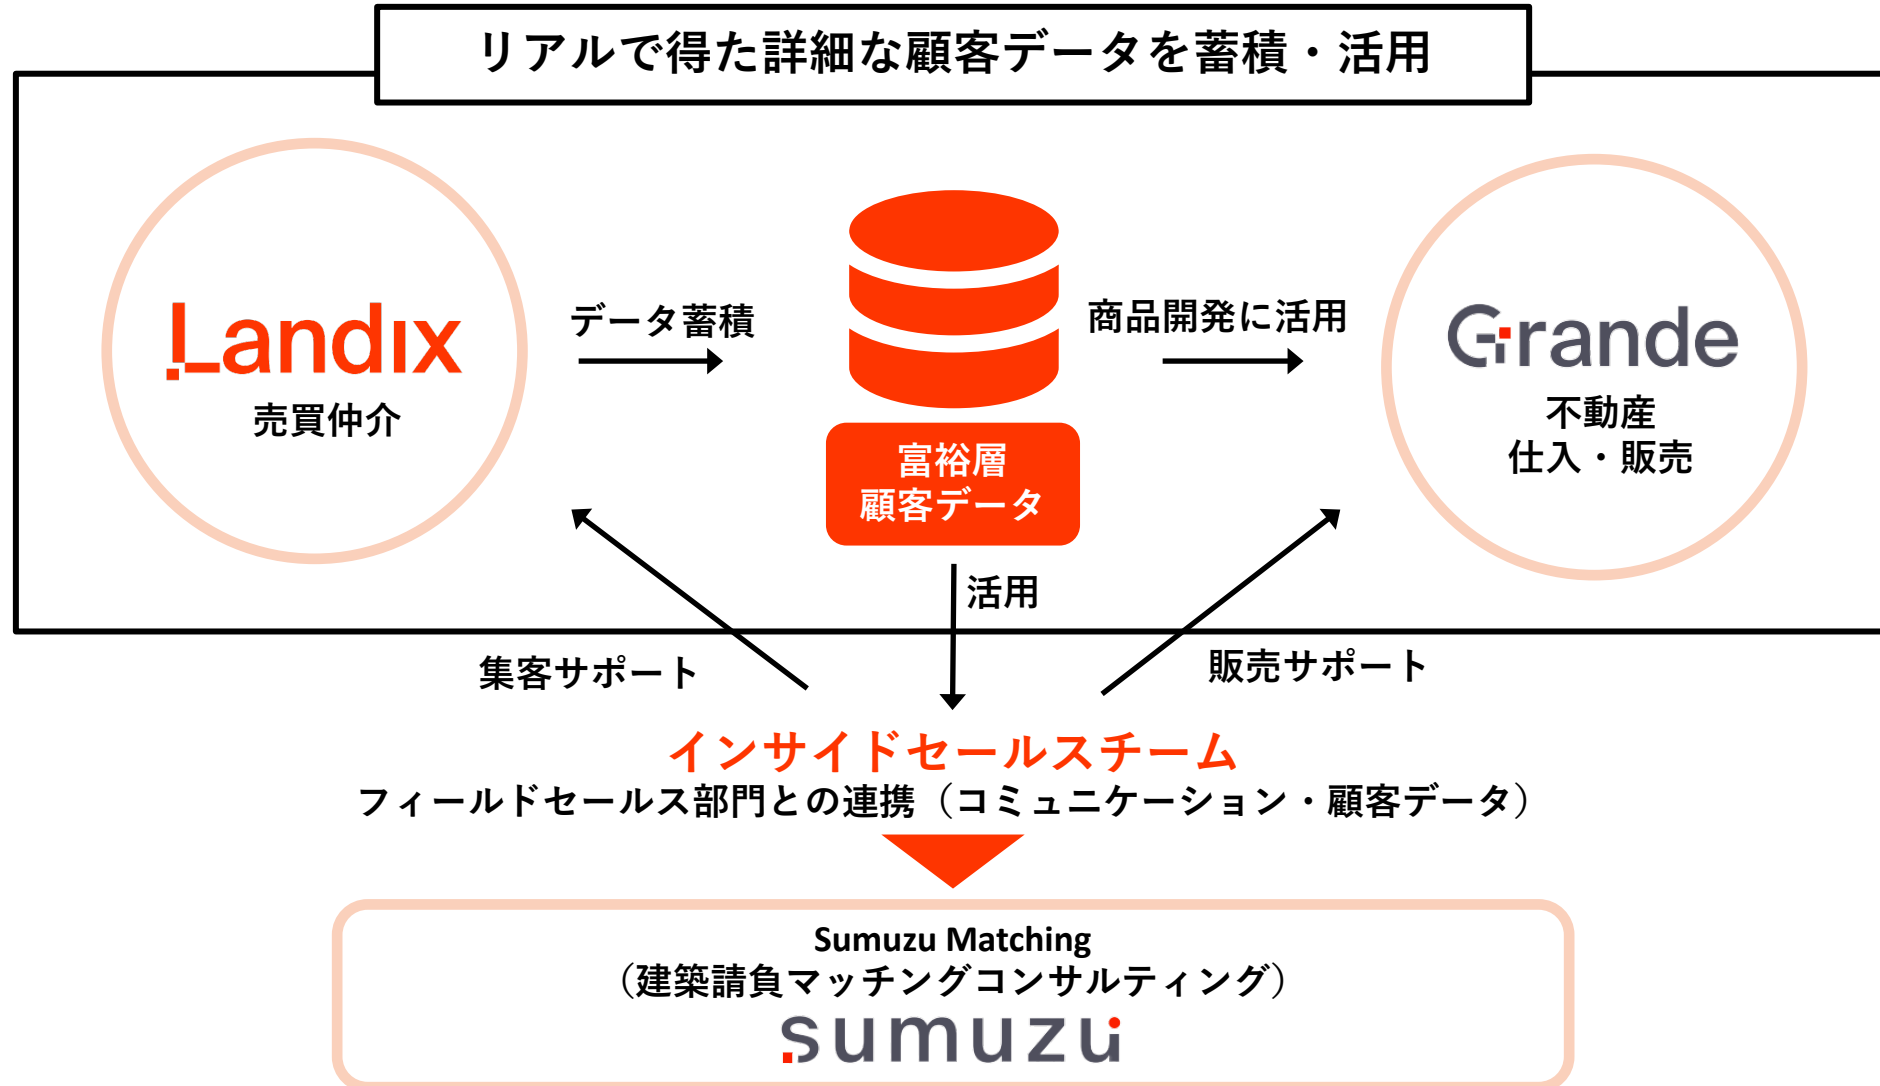 リアルで得た詳細な顧客データを蓄積・活用
Landix
売買仲介
データ蓄積
富裕層
顧客データ
商品開発に活用
Grande
不動産
仕入・販売
活用
集客サポート
販売サポート
インサイドセールスチーム
フィールドセールス部門との連携（コミュニケーション・顧客データ）
Sumuzu Matching
（建築請負マッチングコンサルティング）
sumuzu